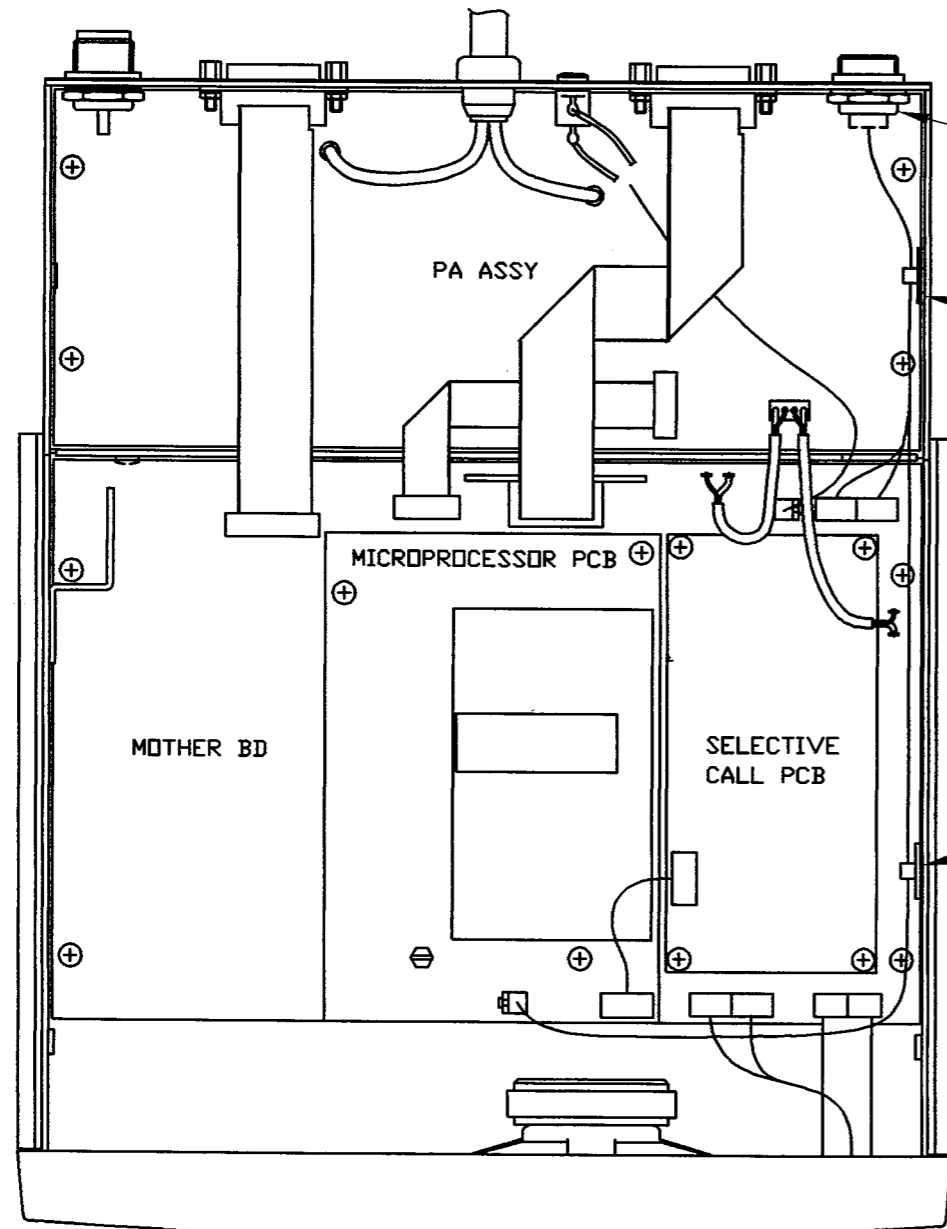 PA ASSY
MICROPROCESSOR PCB
MOTHER BD
SELECTIVE
CALL PCB